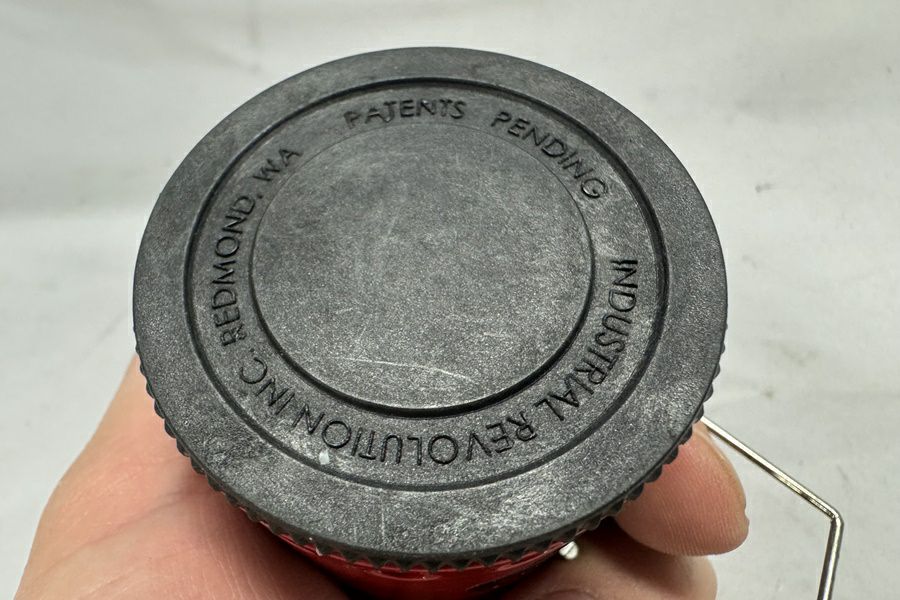 PATENTS PENDING
INDUSTRIAL REVOLUTION INC. REDMOND, WA